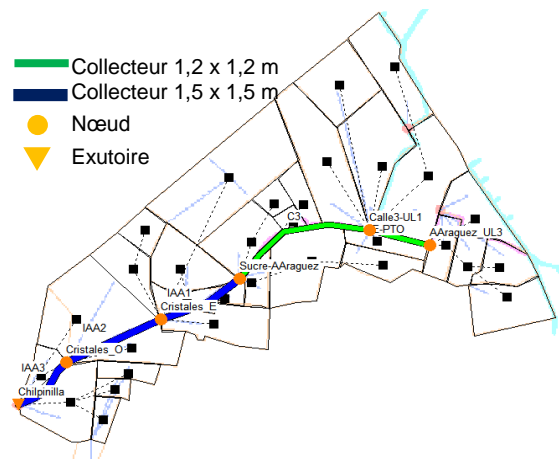 Collecteur 1,2 x 1,2 m
Collecteur 1,5 x 1,5 m
Nœud
Exutoire
C3
Calle3-UL1
E-PTO
AAraguez_UL3
Sucre-AAraguez
IAA1
Cristales_E
IAA2
Cristales_O
IAA3
Chilpinilla